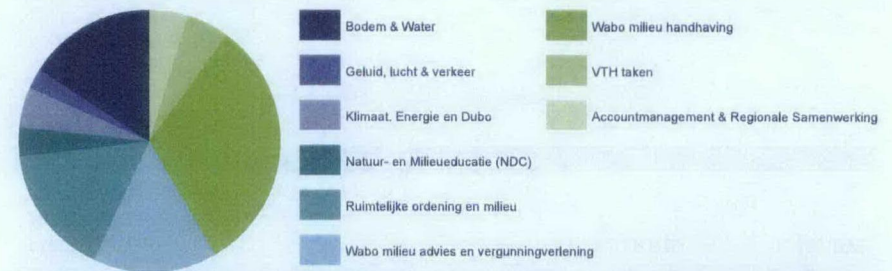 Bodem & Water
Geluid, lucht & verkeer
Klimaat. Energie en Dubo
Natuur- en Milieueducatie (NDC)
Ruimtelijke ordening en milieu
Wabo milieu advies en vergunningverlening
Wabo milieu handhaving
VTH taken
Accountmanagement & Regionale Samenwerking